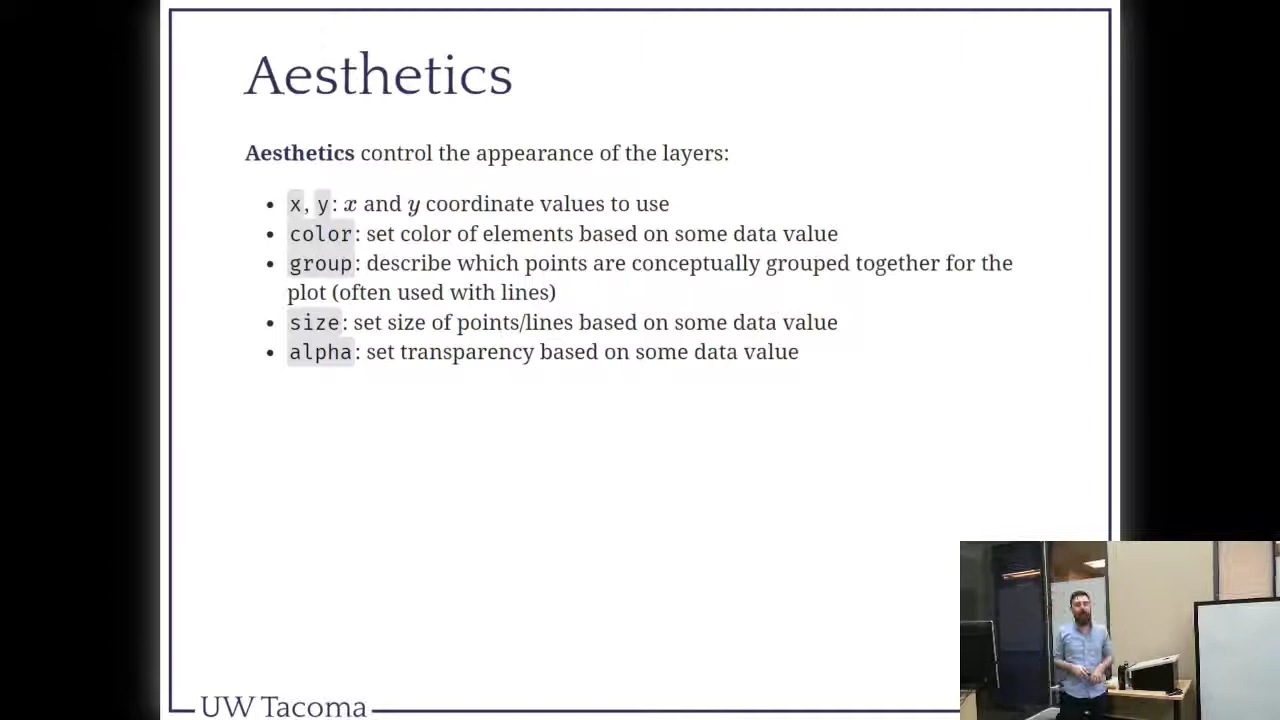 Aesthetics
Aesthetics control the appearance of the layers:
• x, y: x and y coordinate values to use
• color: set color of elements based on some data value
• group: describe which points are conceptually grouped together for the
plot (often used with lines)
• size: set size of points/lines based on some data value
• alpha: set transparency based on some data value
UW Tacoma